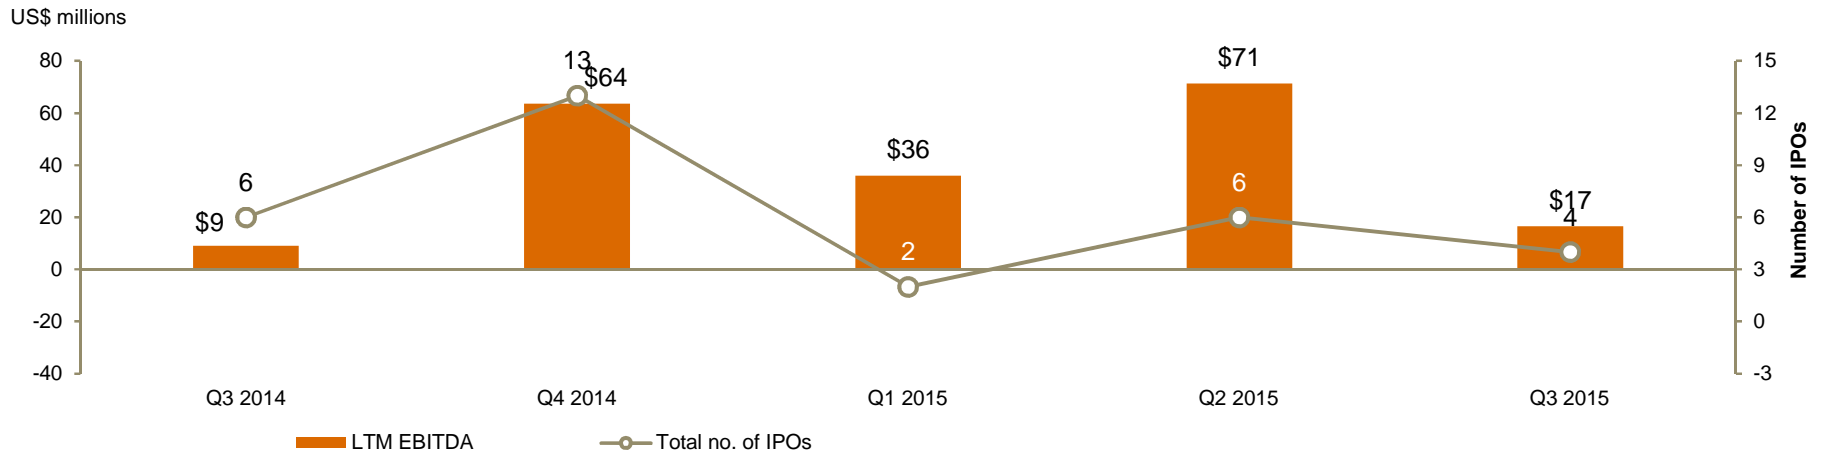 US$ millions
80
60
40
20
0
-20
-40
6
$9
13
$64
$36
2
$71
6
$17
4
15
12
9
6
3
0
-3
Number of IPOs
Q3 2014
Q4 2014
Q1 2015
Q2 2015
Q3 2015
LTM EBITDA
Total no. of IPOs